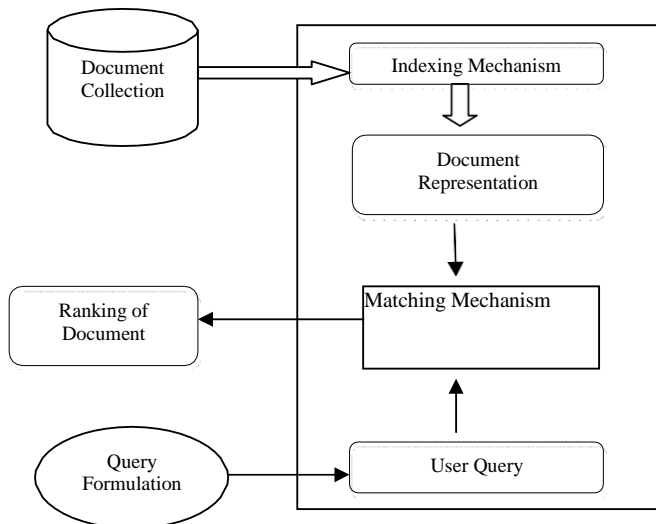 Document
Collection
Indexing Mechanism
Document
Representation
Matching Mechanism
Ranking of
Document
Query
Formulation
User Query